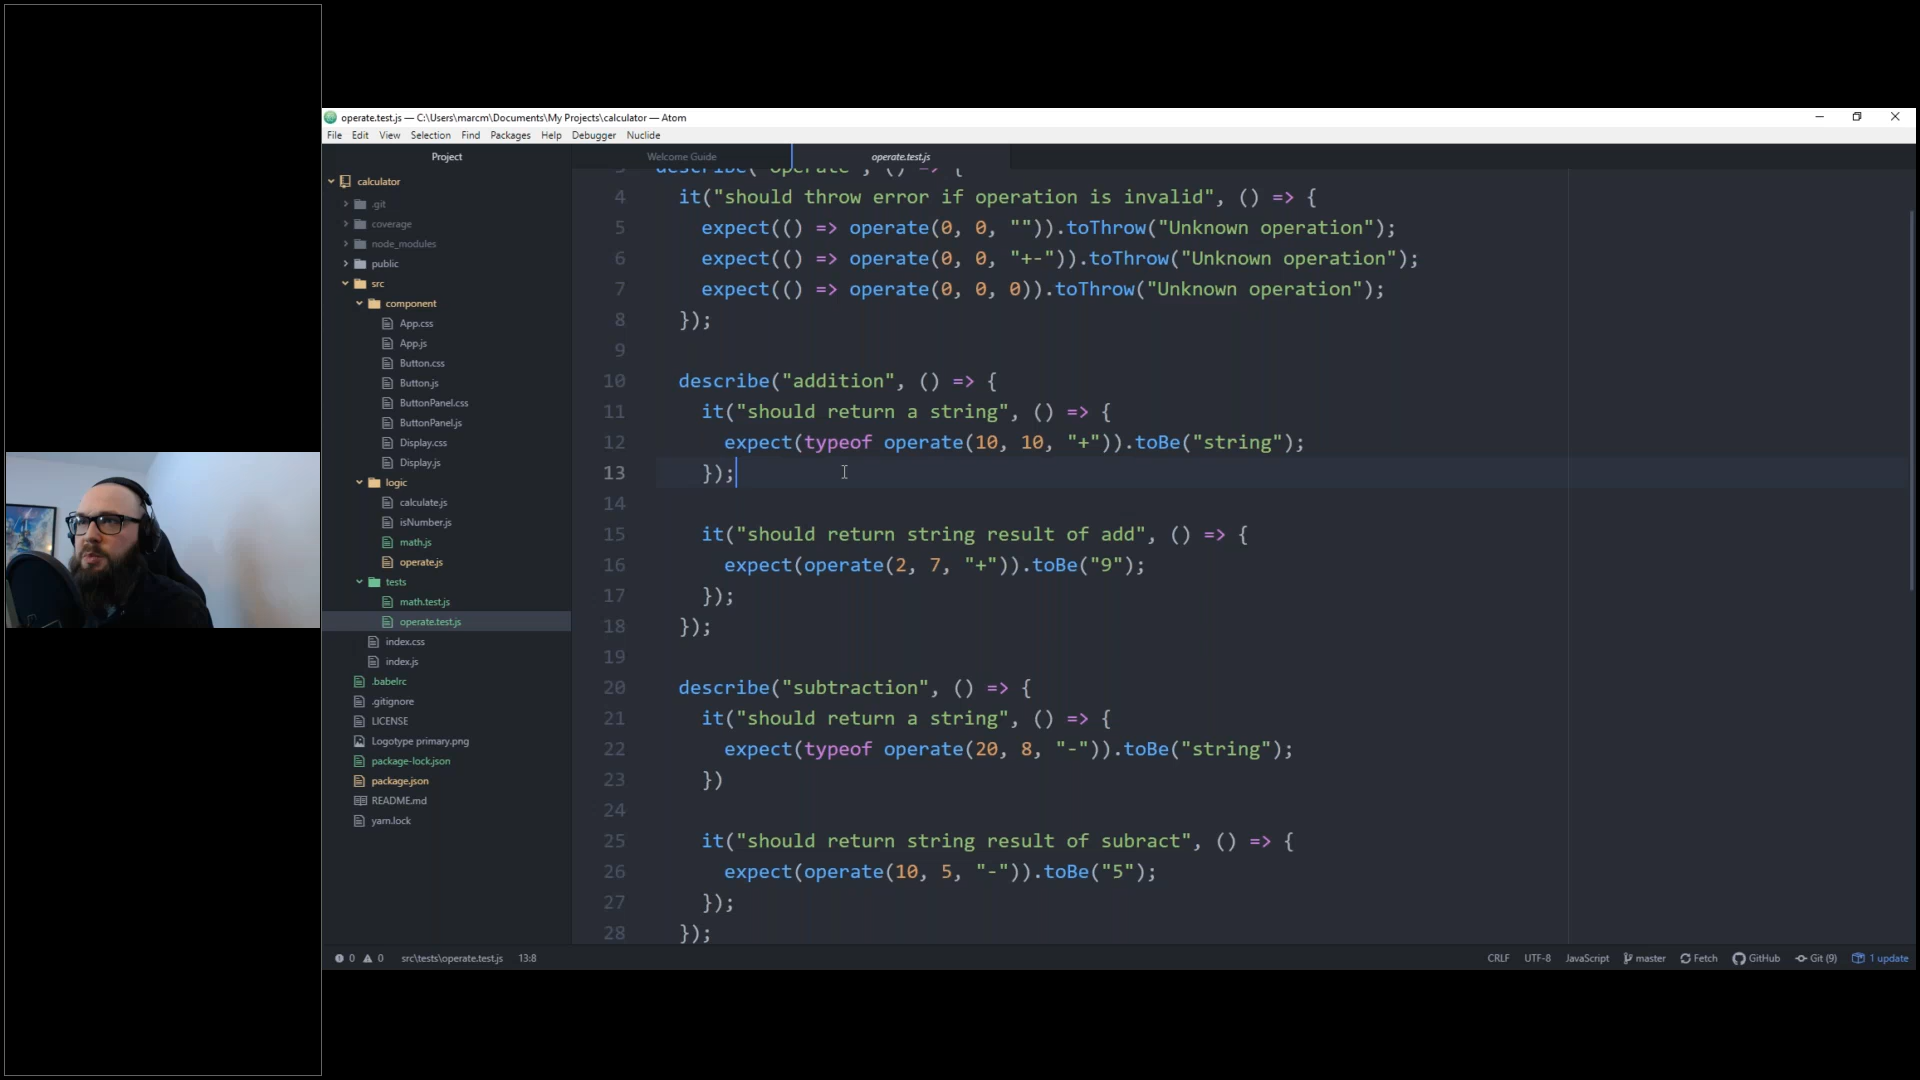 operate.test.js — C:\Users\marcm\Documents\My Projects\calculator — Atom
File Edit View Selection Find Packages Help Debugger Nuclide
Project
Welcome Guide
operate.test.js
calculator
.git
coverage
node_modules
public
src
component
App.css
App.js
Button.css
Button.js
ButtonPanel.css
ButtonPanel.js
Display.css
Display.js
logic
calculate.js
isNumber.js
math.js
operate.js
tests
math.test.js
operate.test.js
index.css
index.js
.babelrc
.gitignore
LICENSE
Logotype primary.png
package-lock.json
package.json
README.md
yarn.lock
3 describe("operate", () => {
4 it("should throw error if operation is invalid", () => {
5 expect(() => operate(0, 0, "")).toThrow("Unknown operation");
6 expect(() => operate(0, 0, "+-")).toThrow("Unknown operation");
7 expect(() => operate(0, 0, 0)).toThrow("Unknown operation");
8 });
9
10 describe("addition", () => {
11 it("should return a string", () => {
12 expect(typeof operate(10, 10, "+")).toBe("string");
13 });
14
15 it("should return string result of add", () => {
16 expect(operate(2, 7, "+")).toBe("9");
17 });
18 });
19
20 describe("subtraction", () => {
21 it("should return a string", () => {
22 expect(typeof operate(20, 8, "-")).toBe("string");
23 })
24
25 it("should return string result of subract", () => {
26 expect(operate(10, 5, "-")).toBe("5");
27 });
28 });
0 0 src\tests\operate.test.js 13:8 CRLF UTF-8 JavaScript master Fetch GitHub Git (9) 1 update